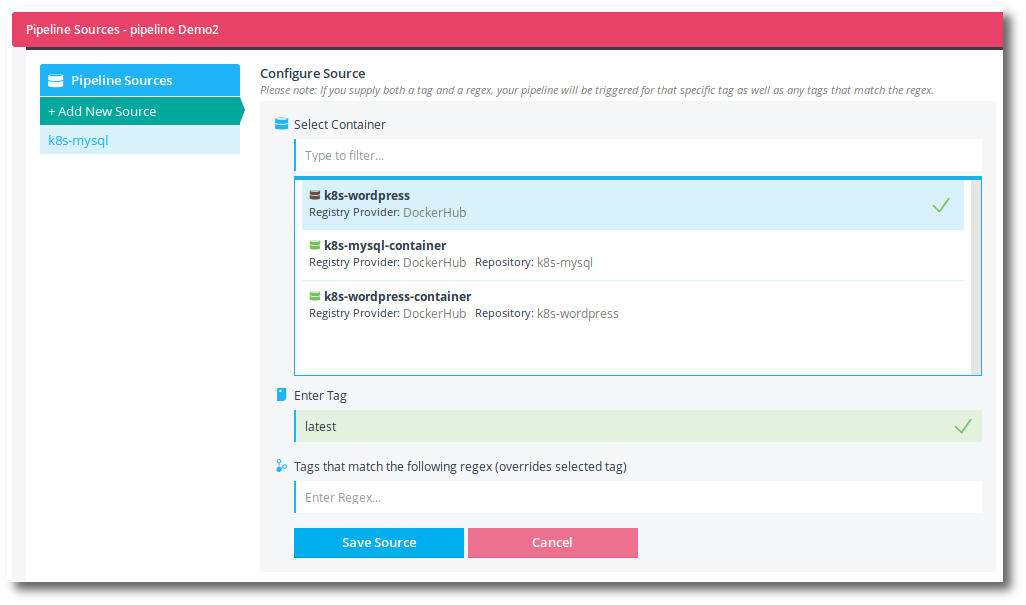 Pipeline Sources - pipeline Demo2
Pipeline Sources
+ Add New Source
k8s-mysql
Configure Source
Please note: If you supply both a tag and a regex, your pipeline will be triggered for that specific tag as well as any tags that match the regex.
Select Container
Type to filter...
k8s-wordpress
Registry Provider: DockerHub
k8s-mysql-container
Registry Provider: DockerHub Repository: k8s-mysql
k8s-wordpress-container
Registry Provider: DockerHub Repository: k8s-wordpress
Enter Tag
latest
Tags that match the following regex (overrides selected tag)
Enter Regex...
Save Source
Cancel